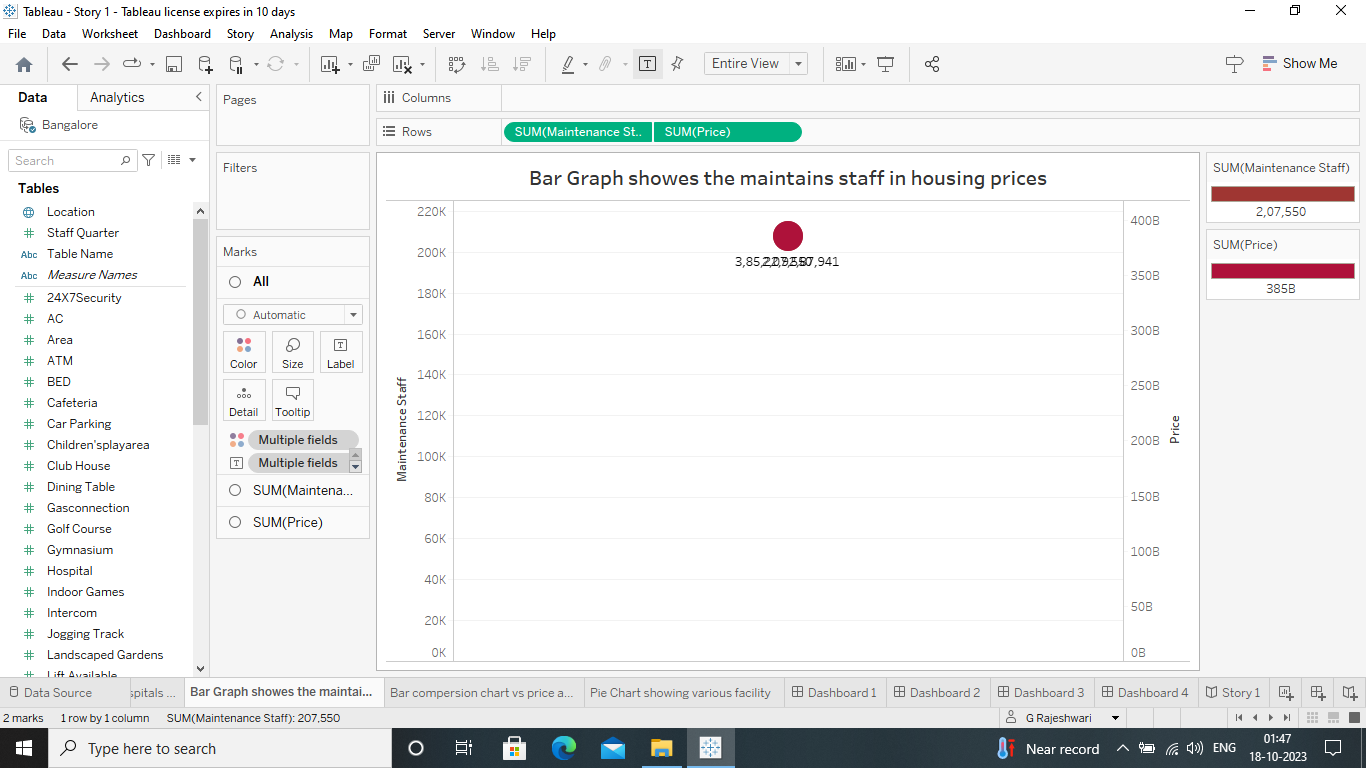 Tableau - Story 1 - Tableau license expires in 10 days
File Data Worksheet Dashboard Story Analysis Map Format Server Window Help
Entire View
Show Me
Data Analytics
Bangalore
Search
Tables
Location
Staff Quarter
Abc Table Name
Abc Measure Names
24X7Security
AC
Area
ATM
BED
Cafeteria
Car Parking
Children'splayarea
Club House
Dining Table
Gasconnection
Golf Course
Gymnasium
Hospital
Indoor Games
Intercom
Jogging Track
Landscaped Gardens
Lift Available
Pages
Filters
Marks
All
Automatic
Color Size Label
Detail Tooltip
Multiple fields
Multiple fields
SUM(Maintena...
SUM(Price)
Columns
Rows SUM(Maintenance St.. SUM(Price)
Bar Graph showes the maintains staff in housing prices
Maintenance Staff
220K
200K
180K
160K
140K
120K
100K
80K
60K
40K
20K
0K
400B
350B
300B
250B
200B
150B
100B
50B
0B
Price
SUM(Maintenance Staff)
2,07,550
SUM(Price)
385B
Data Source spitals ... Bar Graph showes the maintai... Bar compersion chart vs price a... Pie Chart showing various facility Dashboard 1 Dashboard 2 Dashboard 3 Dashboard 4 Story 1
2 marks 1 row by 1 column SUM(Maintenance Staff): 207,550 G Rajeshwari
Type here to search Near record ENG 01:47
18-10-2023